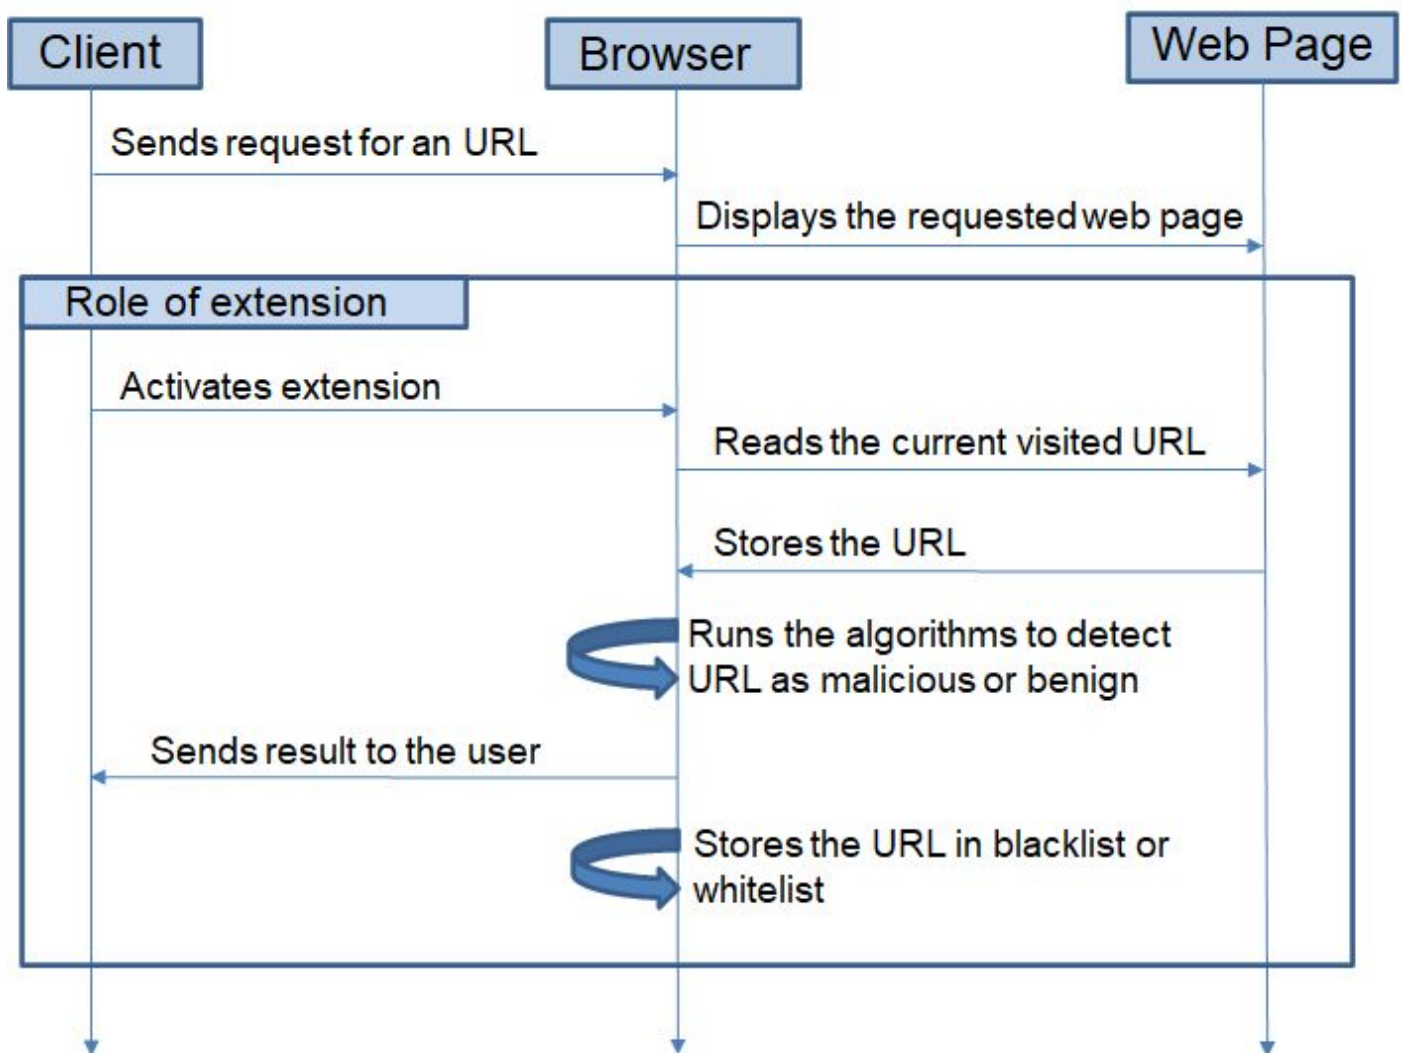 Client
Browser
Web Page
Sends request for an URL
Displays the requested web page
Role of extension
Activates extension
Reads the current visited URL
Stores the URL
Runs the algorithms to detect
URL as malicious or benign
Sends result to the user
Stores the URL in blacklist or
whitelist